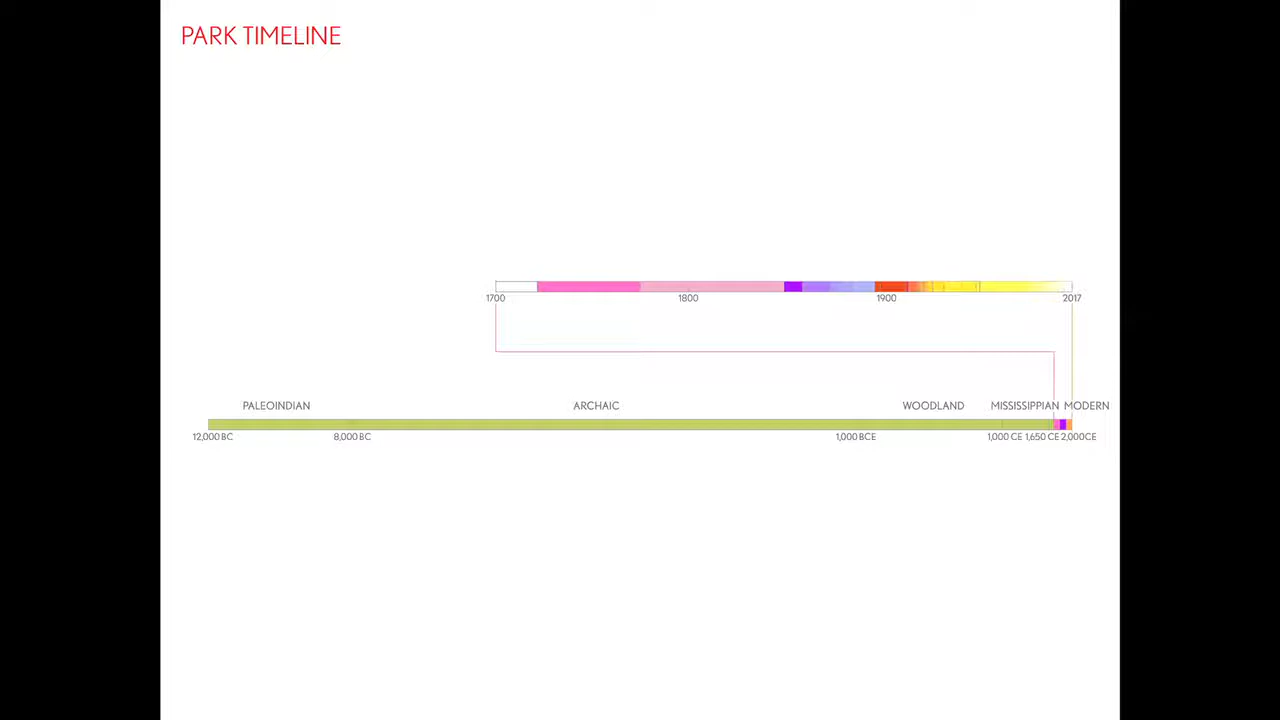 PARK TIMELINE
1700 1800 1900 2017
PALEOINDIAN ARCHAIC WOODLAND MISSISSIPPIAN MODERN
12,000 BC 8,000 BC 1,000 BCE 1,000 CE 1,650 CE 2,000CE